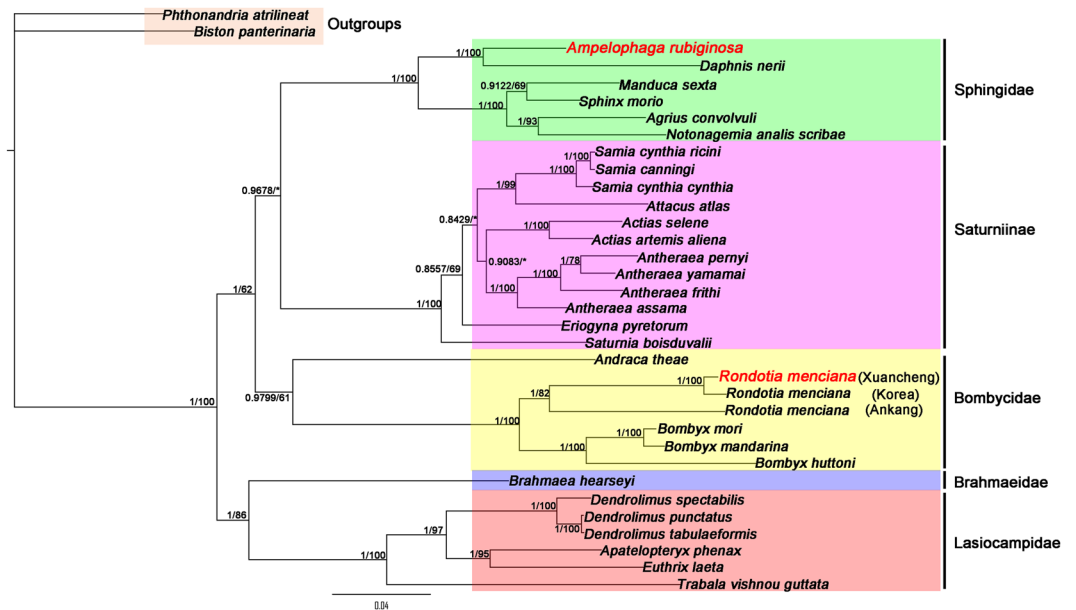 Phthonandria atrilineat
Biston panterinaria
Outgroups
1/100
Ampelophaga rubiginosa
Daphnis nerii
1/100
0.9122/69
Manduca sexta
Sphinx morio
1/100
1/93
Agrius convolvuli
Notonagemia analis scribae
Sphingidae
0.9678/*
1/100
Samia cynthia ricini
Samia canningi
1/100
Samia cynthia cynthia
1/99
Attacus atlas
0.8429/*
1/100
Actias selene
Actias artemis aliena
0.9083/*
1/78
Antheraea pernyi
Antheraea yamamai
1/100
Antheraea frithi
1/100
Antheraea assama
0.8557/69
Eriogyna pyretorum
1/100
Saturnia boisduvalii
Saturniinae
1/62
Andraca theae
0.9799/61
1/100
Rondotia menciana (Xuancheng)
Rondotia menciana (Korea)
1/82
Rondotia menciana (Ankang)
1/100
1/100
Bombyx mori
Bombyx mandarina
1/100
Bombyx huttoni
Bombycidae
1/100
Brahmaea hearseyi
Brahmaeidae
1/86
1/100
Dendrolimus spectabilis
Dendrolimus punctatus
1/100
Dendrolimus tabulaeformis
1/97
1/95
Apatelopteryx phenax
Euthrix laeta
1/100
Trabala vishnou guttata
Lasiocampidae
0.04